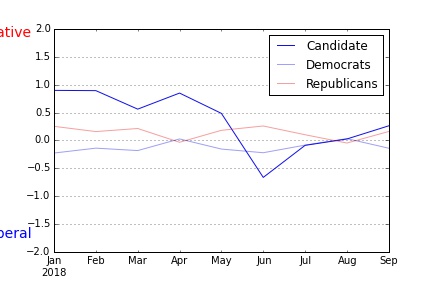 2.0
ative
Candidate
Democrats
Republicans
1.5
1.0
0.5
0.0
−0.5
−1.0
−1.5
peral
−2.0
Jan Feb Mar Apr May Jun Jul Aug Sep
2018